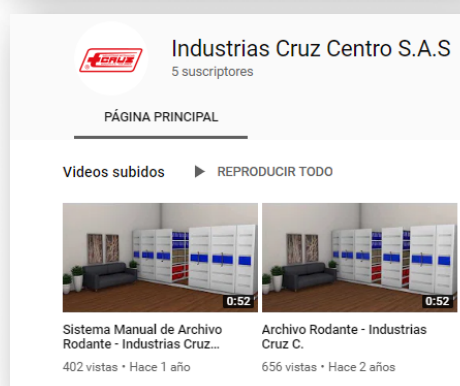 CRUZ
Industrias Cruz Centro S.A.S
5 suscriptores
PÁGINA PRINCIPAL
Videos subidos
REPRODUCIR TODO
0:52
0:52
Sistema Manual de Archivo
Rodante - Industrias Cruz...
402 vistas • Hace 1 año
Archivo Rodante - Industrias
Cruz C.
656 vistas • Hace 2 años